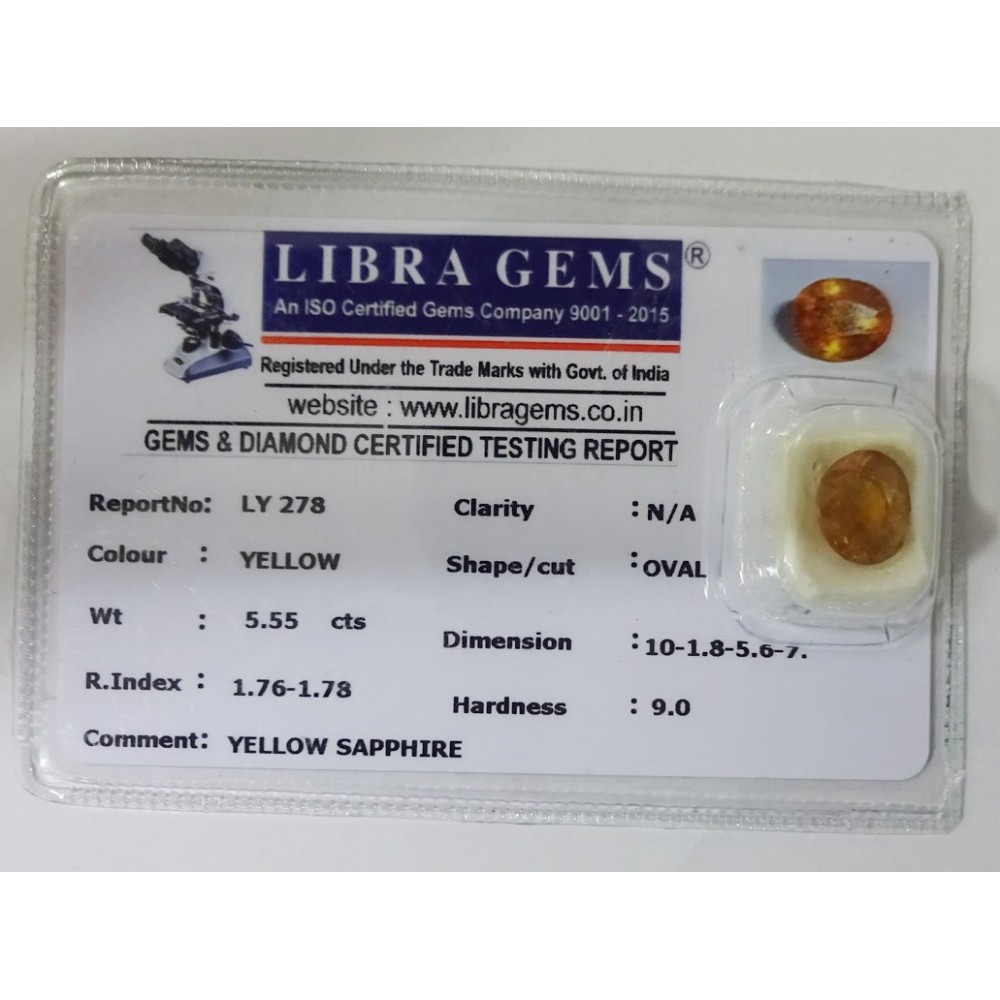 LIBRA GEMS®
An ISO Certified Gems Company 9001 - 2015
Registered Under the Trade Marks with Govt. of India
website : www.libragems.co.in
GEMS & DIAMOND CERTIFIED TESTING REPORT
ReportNo: LY 278
Clarity : N/A
Colour : YELLOW
Shape/cut : OVAL
Wt : 5.55 cts
Dimension : 10-1.8-5.6-7.
R.Index : 1.76-1.78
Hardness : 9.0
Comment: YELLOW SAPPHIRE